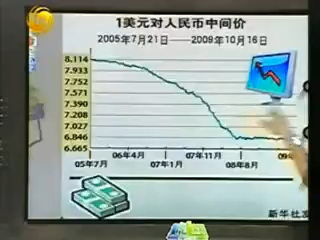 1美元对人民币中间价
2005年7月21日——2009年10月16日
8.114
7.933
7.752
7.571
7.390
7.208
7.027
6.846
6.665
05年7月 06年4月 07年1月 07年11月 08年8月 09年
新华社发